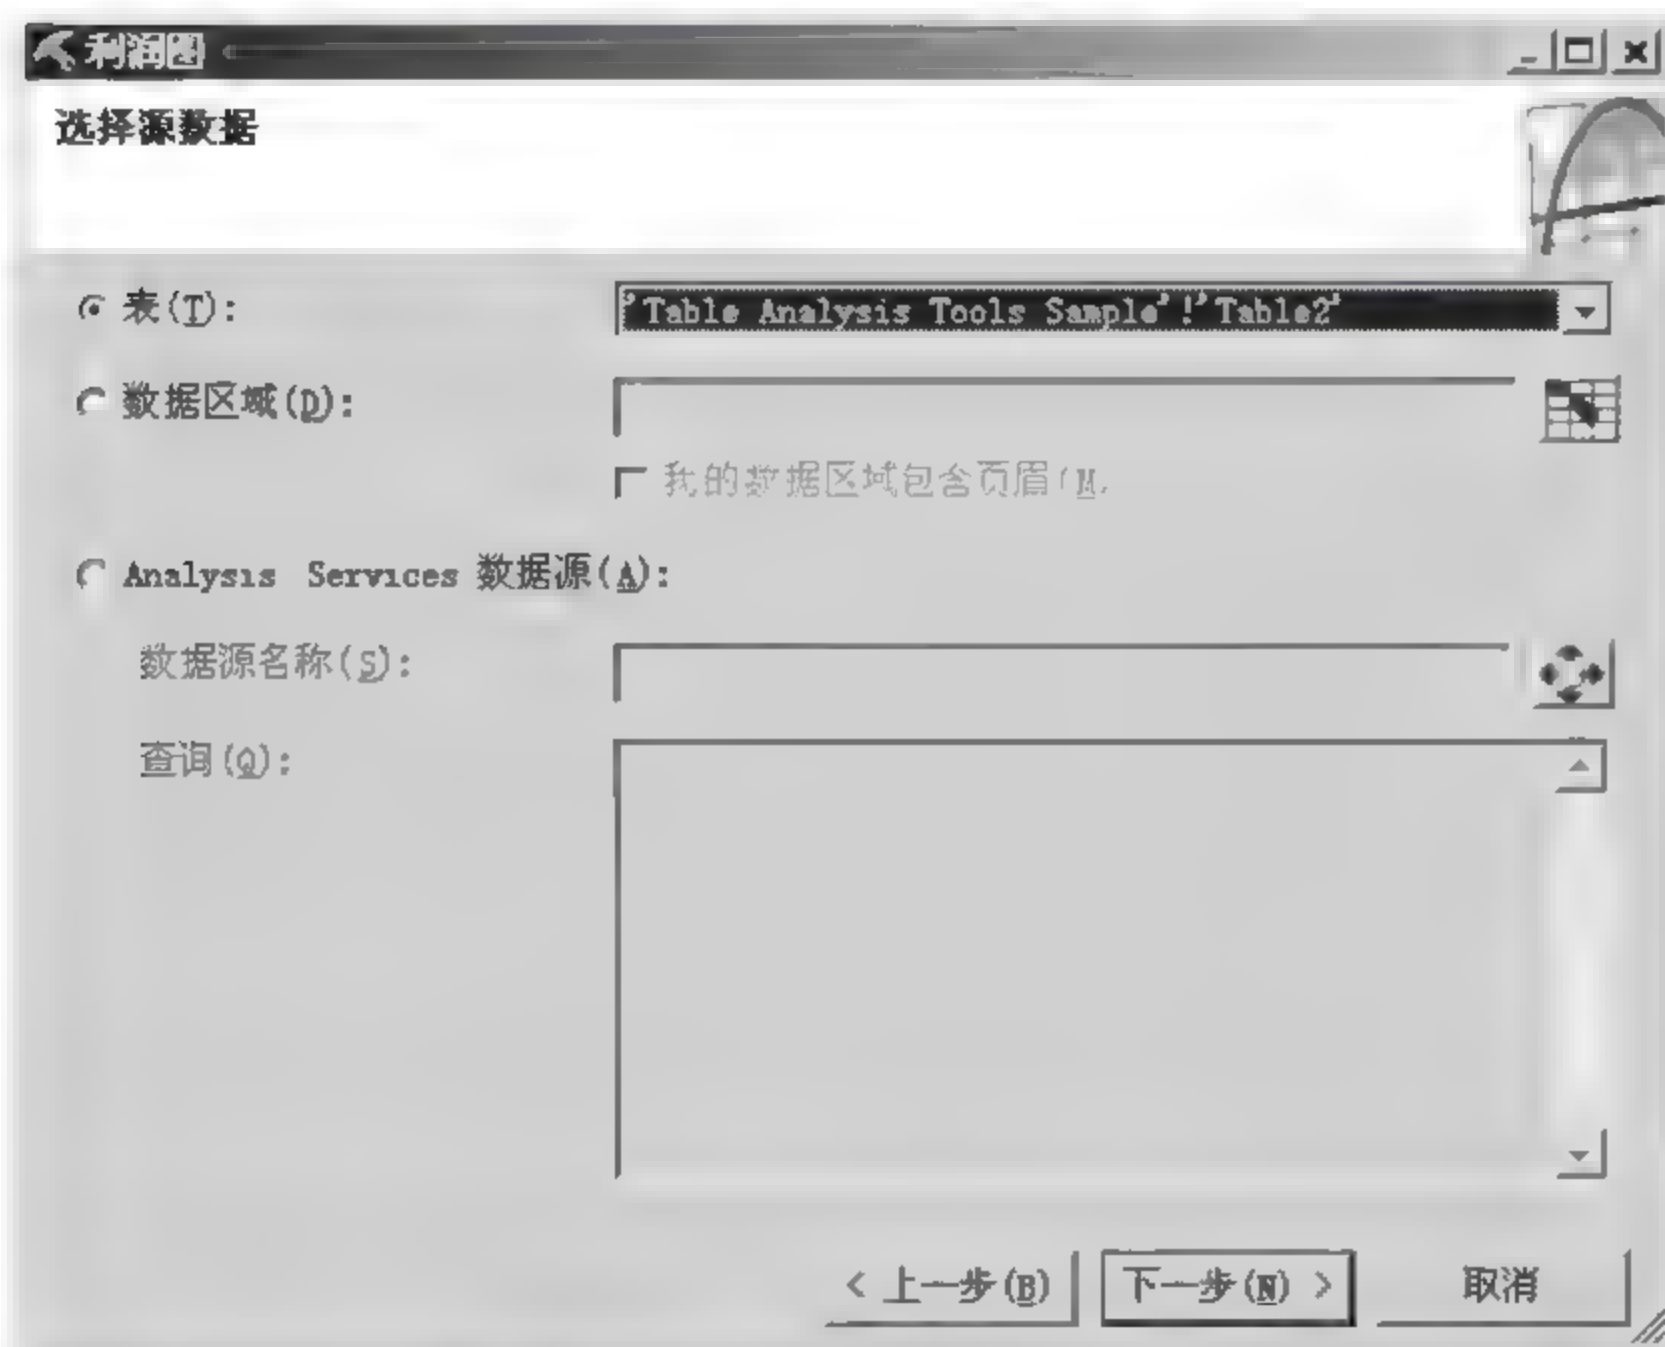 利润图
选择源数据
表(T):
'Table Analysis Tools Sample'!'Table2'
数据区域(D):
我的数据区域包含页眉(M.
Analysis Services 数据源(A):
数据源名称(S):
查询(Q):
< 上一步(B)
下一步(N) >
取消